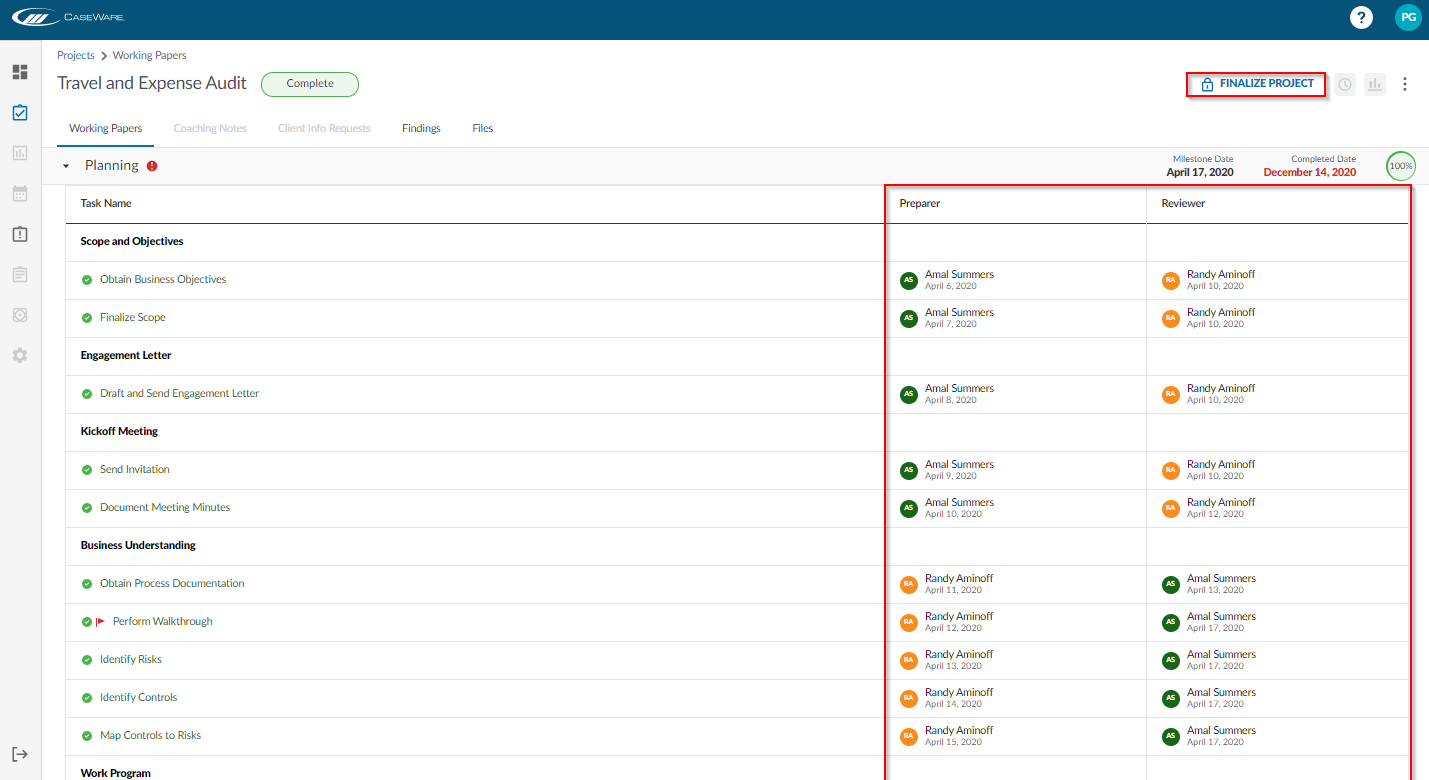 CASEWARE.
?
PG
Projects > Working Papers
Travel and Expense Audit
Complete
FINALIZE PROJECT
Working Papers
Coaching Notes
Client Info Requests
Findings
Files
Planning
Milestone Date
April 17, 2020
Completed Date
December 14, 2020
100%
Task Name
Preparer
Reviewer
Scope and Objectives
Obtain Business Objectives
AS
Amal Summers
April 6, 2020
RA
Randy Aminoff
April 10, 2020
Finalize Scope
AS
Amal Summers
April 7, 2020
RA
Randy Aminoff
April 10, 2020
Engagement Letter
Draft and Send Engagement Letter
AS
Amal Summers
April 8, 2020
RA
Randy Aminoff
April 10, 2020
Kickoff Meeting
Send Invitation
AS
Amal Summers
April 9, 2020
RA
Randy Aminoff
April 10, 2020
Document Meeting Minutes
AS
Amal Summers
April 10, 2020
RA
Randy Aminoff
April 12, 2020
Business Understanding
Obtain Process Documentation
RA
Randy Aminoff
April 11, 2020
AS
Amal Summers
April 13, 2020
Perform Walkthrough
RA
Randy Aminoff
April 12, 2020
AS
Amal Summers
April 17, 2020
Identify Risks
RA
Randy Aminoff
April 13, 2020
AS
Amal Summers
April 17, 2020
Identify Controls
RA
Randy Aminoff
April 14, 2020
AS
Amal Summers
April 17, 2020
Map Controls to Risks
RA
Randy Aminoff
April 15, 2020
AS
Amal Summers
April 17, 2020
Work Program